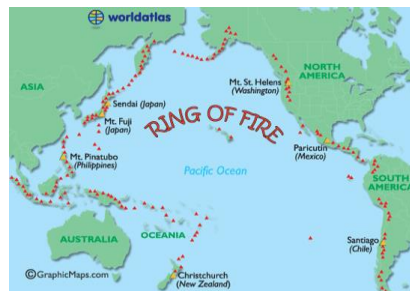 worldatlas
ASIA
NORTH
AMERICA
Mt. St. Helens
(Washington)
Sendai (Japan)
Mt. Fuji
(Japan)
RING OF FIRE
Mt. Pinatubo
(Philippines)
Paricutin
(Mexico)
Pacific Ocean
SOUTH
AMERICA
OCEANIA
AUSTRALIA
Santiago
(Chile)
Christchurch
(New Zealand)
©GraphicMaps.com